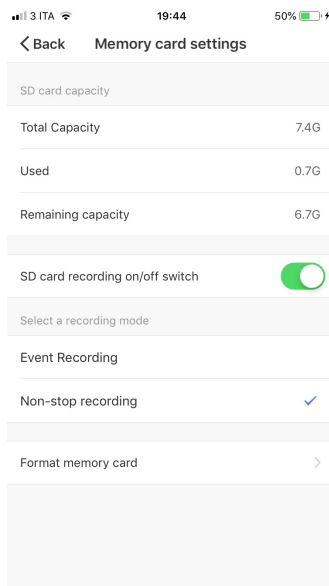 3 ITA 19:44 50%
Back Memory card settings
SD card capacity
Total Capacity 7.4G
Used 0.7G
Remaining capacity 6.7G
SD card recording on/off switch
Select a recording mode
Event Recording
Non-stop recording
Format memory card